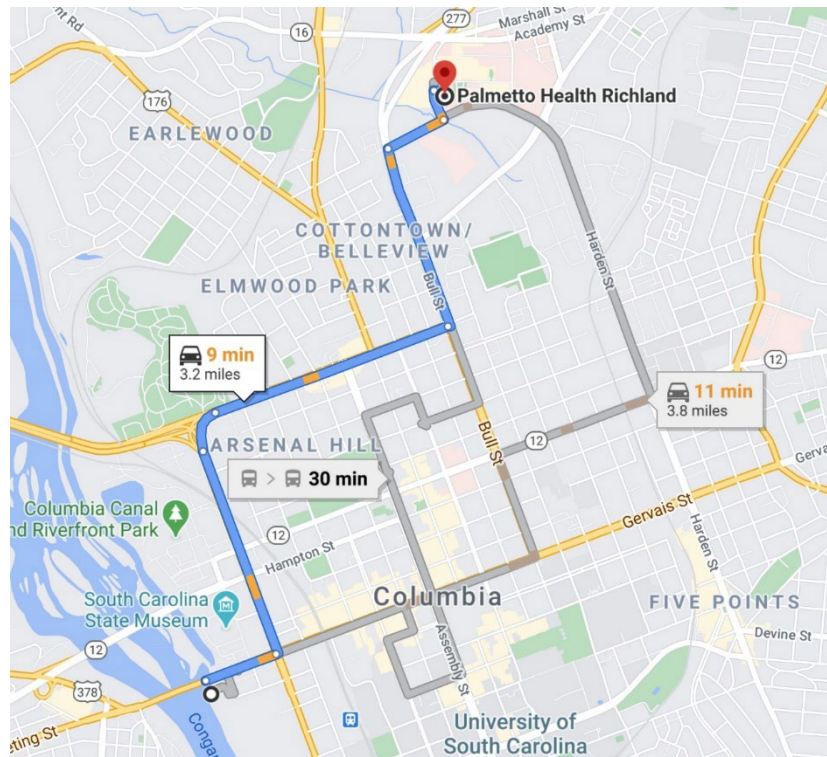 277
Marshall St
Academy St
16
nt Rd
176
Palmetto Health Richland
EARLEWOOD
COTTONTOWN/
BELLEVIEW
Harden St
ELMWOOD PARK
Bull St
9 min
3.2 miles
12
11 min
3.8 miles
ARSENAL HILL
12
Bull St
30 min
Gerva
Columbia Canal
nd Riverfront Park
Gervais St
12
Hampton St
Harden St
South Carolina
State Museum
Columbia
FIVE POINTS
Assembly St
Devine St
12
378
Congar
eting St
University of
South Carolina